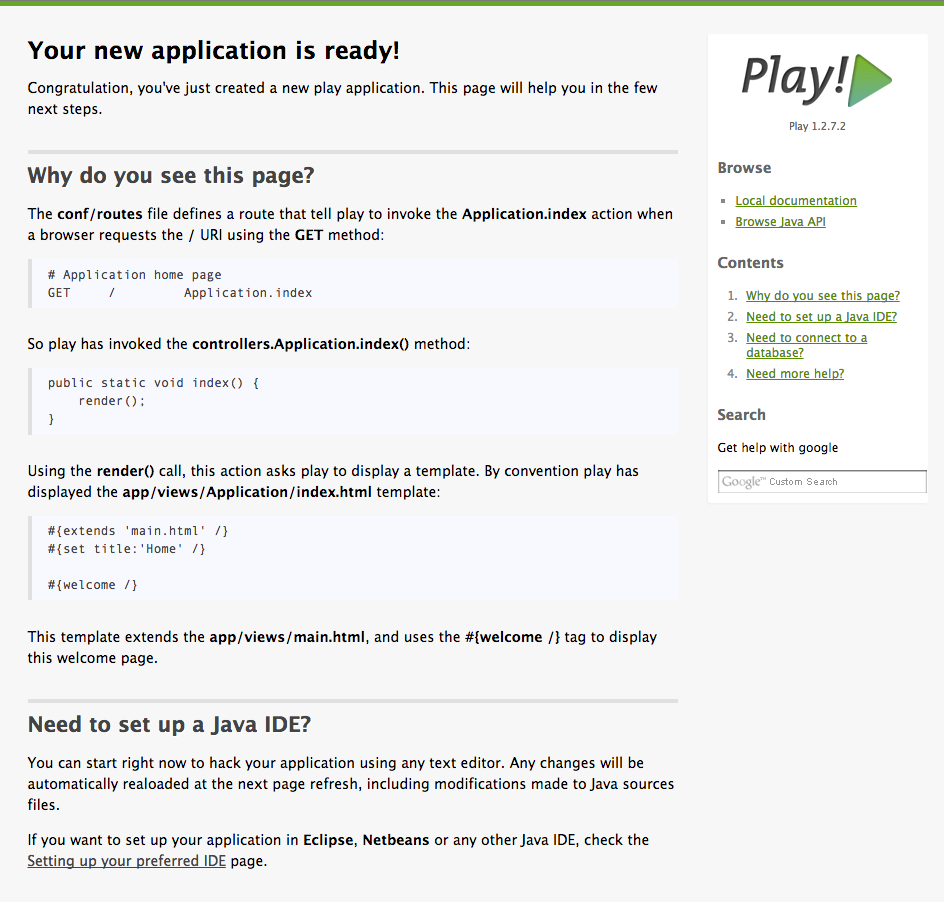 Your new application is ready!
Congratulation, you've just created a new play application. This page will help you in the few
next steps.
Why do you see this page?
The conf/routes file defines a route that tell play to invoke the Application.index action when
a browser requests the / URI using the GET method:
# Application home page
GET     /         Application.index
So play has invoked the controllers.Application.index() method:
public static void index() {
    render();
}
Using the render() call, this action asks play to display a template. By convention play has
displayed the app/views/Application/index.html template:
#{extends 'main.html' /}
#{set title:'Home' /}
#{welcome /}
This template extends the app/views/main.html, and uses the #{welcome /} tag to display
this welcome page.
Need to set up a Java IDE?
You can start right now to hack your application using any text editor. Any changes will be
automatically realoaded at the next page refresh, including modifications made to Java sources
files.
If you want to set up your application in Eclipse, Netbeans or any other Java IDE, check the
Setting up your preferred IDE page.
Play!
Play 1.2.7.2
Browse
Local documentation
Browse Java API
Contents
1. Why do you see this page?
2. Need to set up a Java IDE?
3. Need to connect to a
database?
4. Need more help?
Search
Get help with google
Google™ Custom Search